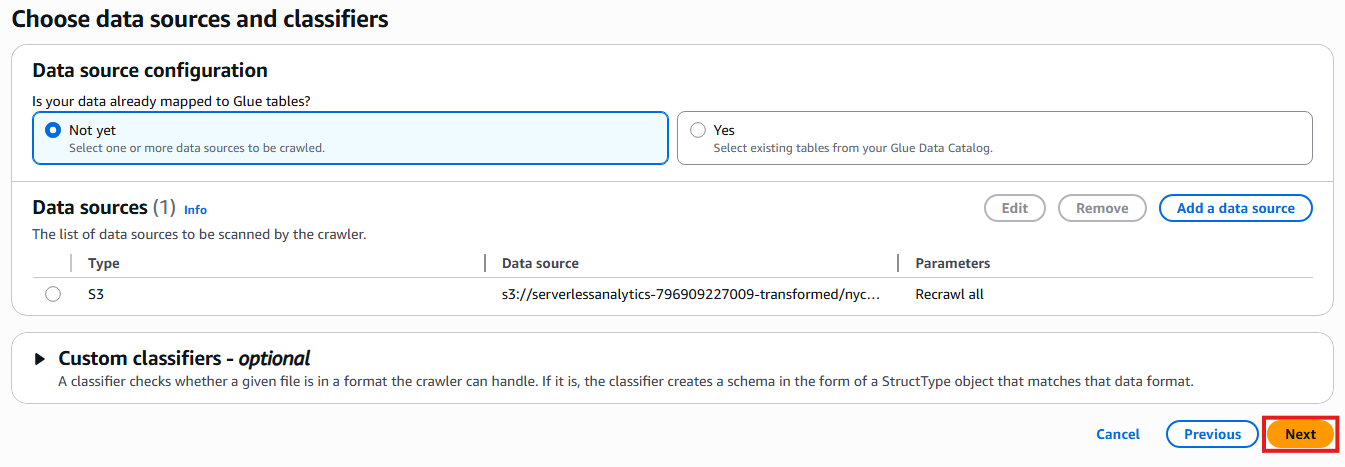 Choose data sources and classifiers
Data source configuration
Is your data already mapped to Glue tables?
Not yet
Select one or more data sources to be crawled.
Yes
Select existing tables from your Glue Data Catalog.
Data sources (1) Info
Edit
Remove
Add a data source
The list of data sources to be scanned by the crawler.
Type
Data source
Parameters
S3
s3://serverlessanalytics-796909227009-transformed/nyc...
Recrawl all
Custom classifiers - optional
A classifier checks whether a given file is in a format the crawler can handle. If it is, the classifier creates a schema in the form of a StructType object that matches that data format.
Cancel
Previous
Next